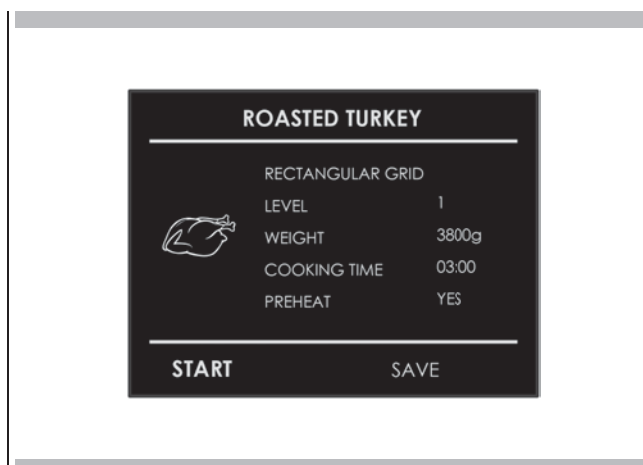 ROASTED TURKEY
RECTANGULAR GRID
LEVEL 1
WEIGHT 3800g
COOKING TIME 03:00
PREHEAT YES
START SAVE